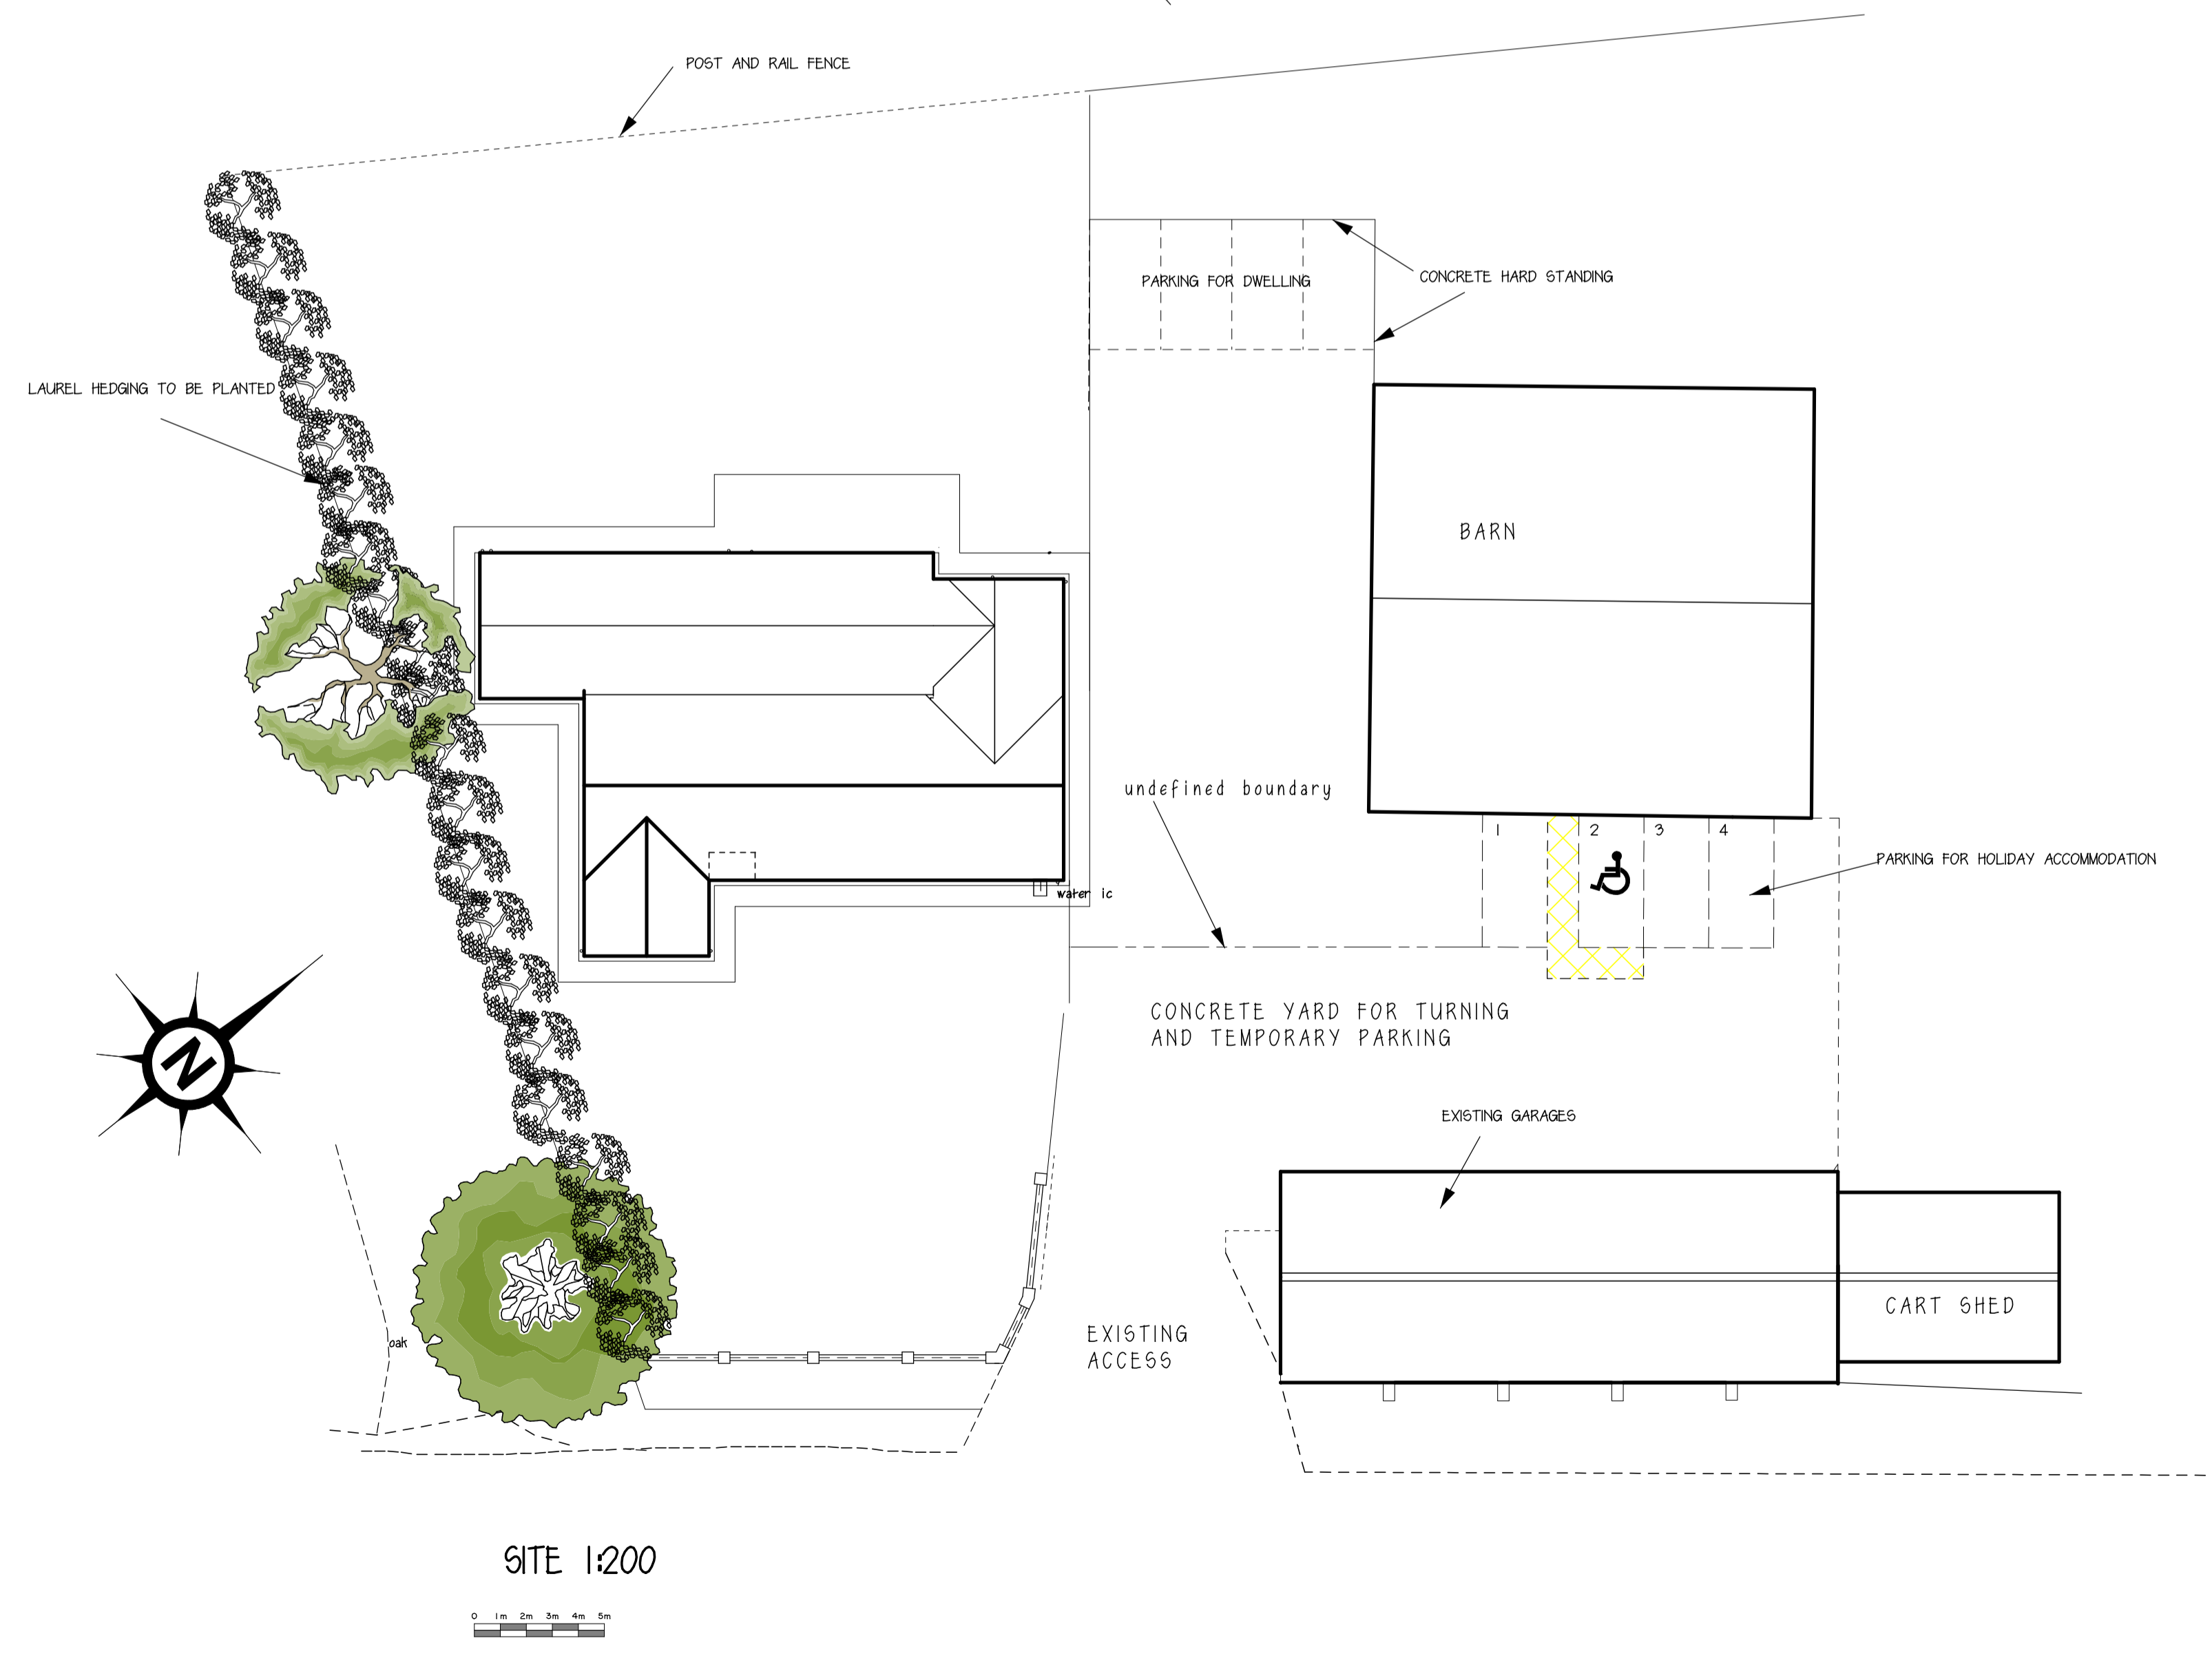 POST AND RAIL FENCE
PARKING FOR DWELLING
CONCRETE HARD STANDING
LAUREL HEDGING TO BE PLANTED
BARN
undefined boundary
1
2
3
4
PARKING FOR HOLIDAY ACCOMMODATION
water ic
CONCRETE YARD FOR TURNING
AND TEMPORARY PARKING
N
EXISTING GARAGES
CART SHED
EXISTING
ACCESS
oak
SITE 1:200
0 1m 2m 3m 4m 5m